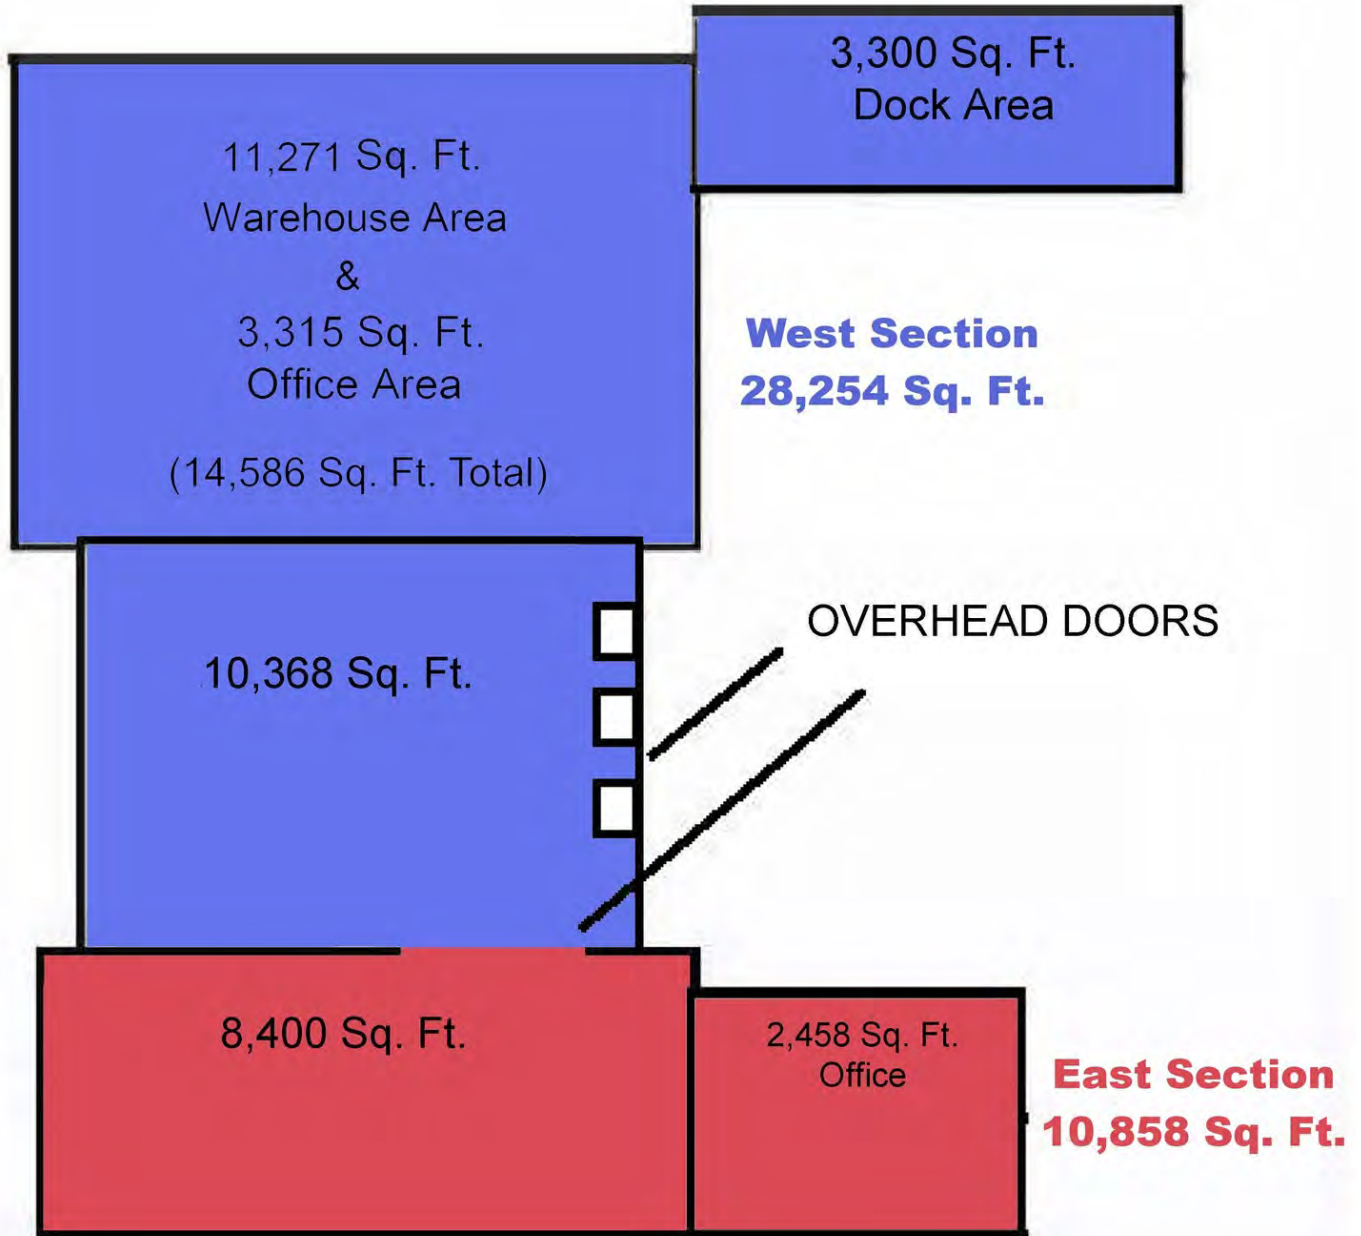 3,300 Sq. Ft.
Dock Area
11,271 Sq. Ft.
Warehouse Area
&
3,315 Sq. Ft.
Office Area
(14,586 Sq. Ft. Total)
West Section
28,254 Sq. Ft.
OVERHEAD DOORS
10,368 Sq. Ft.
8,400 Sq. Ft.
2,458 Sq. Ft.
Office
East Section
10,858 Sq. Ft.